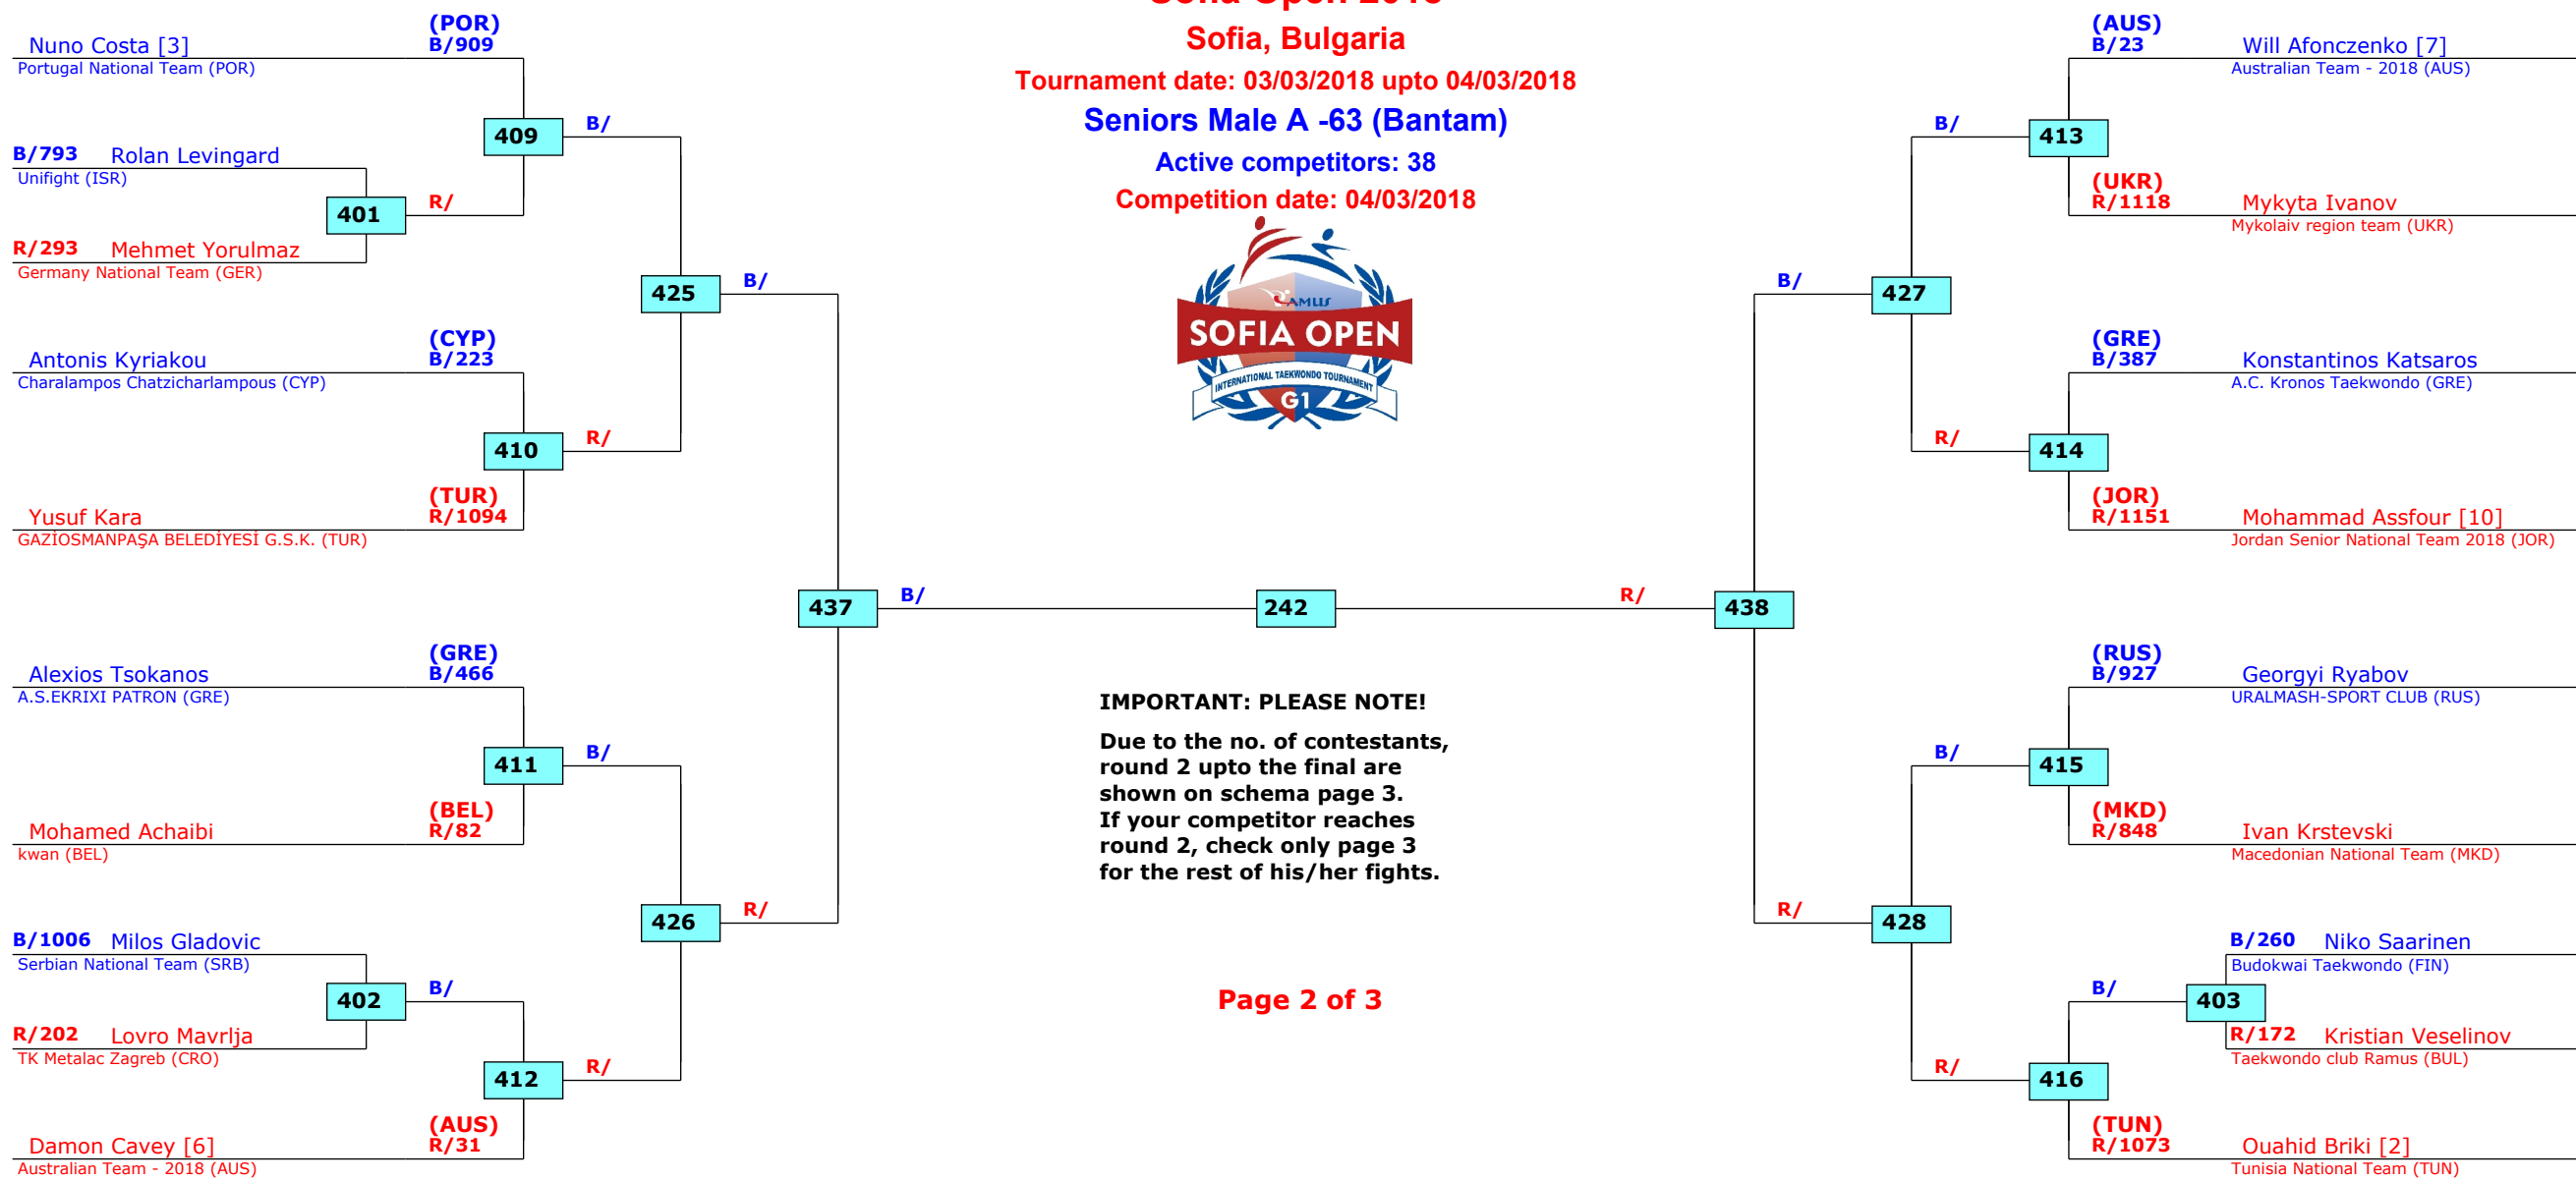 Sofia Open 2018
Sofia, Bulgaria
Tournament date: 03/03/2018 upto 04/03/2018
Seniors Male A -63 (Bantam)
Active competitors: 38
Competition date: 04/03/2018
RAMUS
SOFIA OPEN
INTERNATIONAL TAEKWONDO TOURNAMENT
G1
(POR)
Nuno Costa [3] B/909
Portugal National Team (POR)
409 B/
B/793 Rolan Levingard
Unifight (ISR)
401 R/
R/293 Mehmet Yorulmaz
Germany National Team (GER)
425 B/
(CYP)
Antonis Kyriakou B/223
Charalampos Chatzicharlampous (CYP)
410 R/
(TUR)
Yusuf Kara R/1094
GAZİOSMANPAŞA BELEDİYESİ G.S.K. (TUR)
437 B/
242
R/ 438
(GRE)
Alexios Tsokanos B/466
A.S.EKRIXI PATRON (GRE)
411 B/
(BEL)
Mohamed Achaibi R/82
kwan (BEL)
426 R/
B/1006 Milos Gladovic
Serbian National Team (SRB)
402 B/
R/202 Lovro Mavrlja
TK Metalac Zagreb (CRO)
412 R/
(AUS)
Damon Cavey [6] R/31
Australian Team - 2018 (AUS)
IMPORTANT: PLEASE NOTE!
Due to the no. of contestants,
round 2 upto the final are
shown on schema page 3.
If your competitor reaches
round 2, check only page 3
for the rest of his/her fights.
Page 2 of 3
(AUS)
B/23 Will Afonczenko [7]
Australian Team - 2018 (AUS)
B/ 413
(UKR)
R/1118 Mykyta Ivanov
Mykolaiv region team (UKR)
B/ 427
(GRE)
B/387 Konstantinos Katsaros
A.C. Kronos Taekwondo (GRE)
R/ 414
(JOR)
R/1151 Mohammad Assfour [10]
Jordan Senior National Team 2018 (JOR)
(RUS)
B/927 Georgyi Ryabov
URALMASH-SPORT CLUB (RUS)
B/ 415
(MKD)
R/848 Ivan Krstevski
Macedonian National Team (MKD)
R/ 428
B/260 Niko Saarinen
Budokwai Taekwondo (FIN)
B/ 403
R/172 Kristian Veselinov
Taekwondo club Ramus (BUL)
R/ 416
(TUN)
R/1073 Ouahid Briki [2]
Tunisia National Team (TUN)